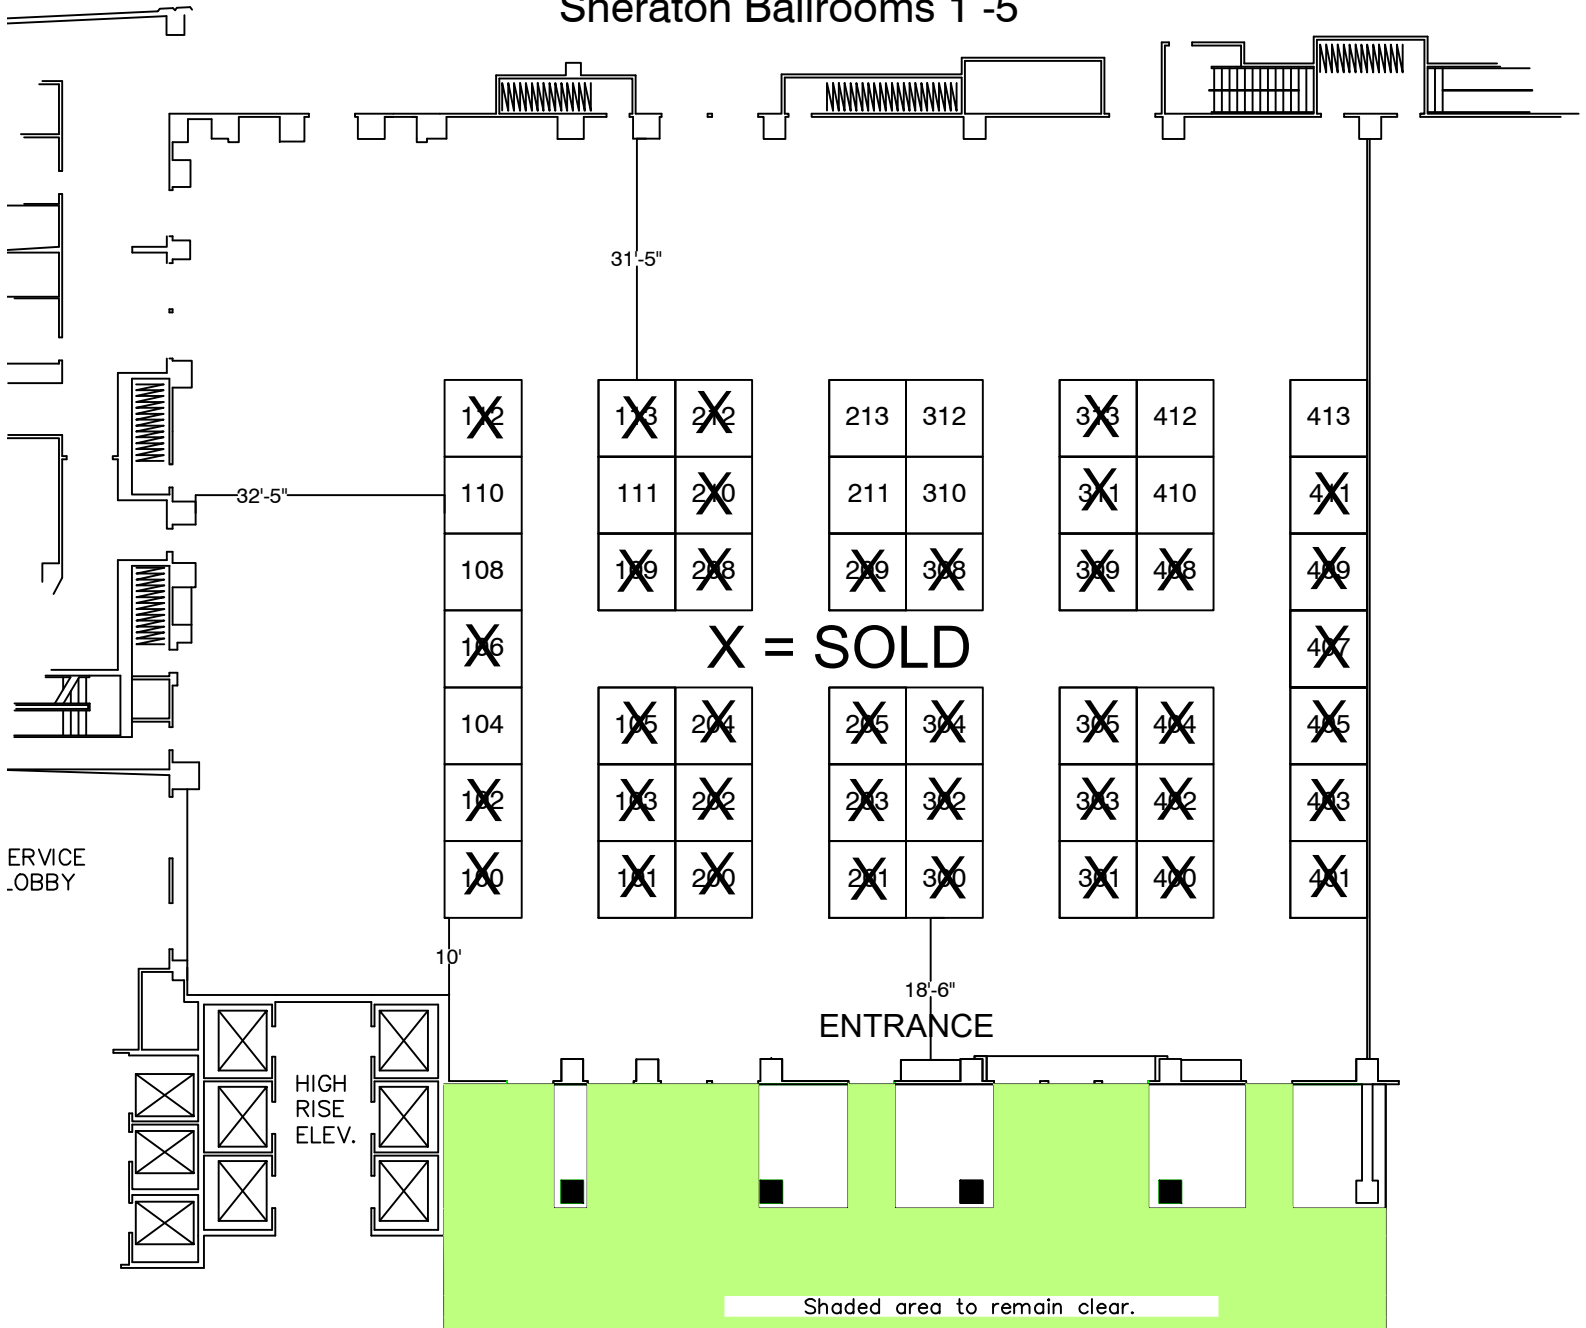 Sheraton Ballrooms 1 -5
31'-5"
112 113 212 213 312 313 412 413
32'-5"
110 111 210 211 310 311 410 411
108 109 208 209 308 309 408 409
106 X = SOLD 407
104 105 204 205 304 305 404 405
102 103 202 203 302 303 402 403
100 101 200 201 300 301 400 401
ERVICE
LOBBY
10'
18'-6"
ENTRANCE
HIGH
RISE
ELEV.
Shaded area to remain clear.